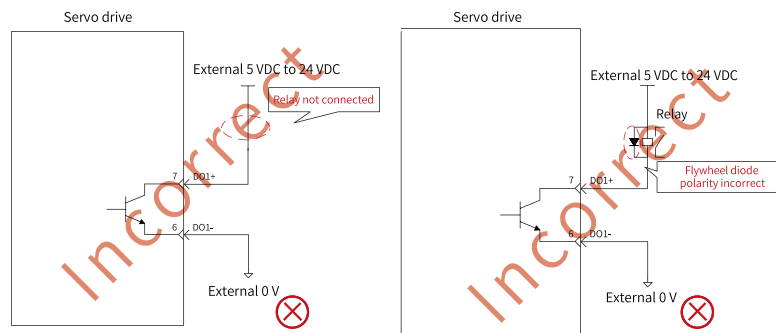 Servo drive
External 5 VDC to 24 VDC
Relay not connected
7
DO1+
6
DO1-
External 0 V
Incorrect
Servo drive
External 5 VDC to 24 VDC
Relay
Flywheel diode
polarity incorrect
7
DO1+
6
DO1-
External 0 V
Incorrect